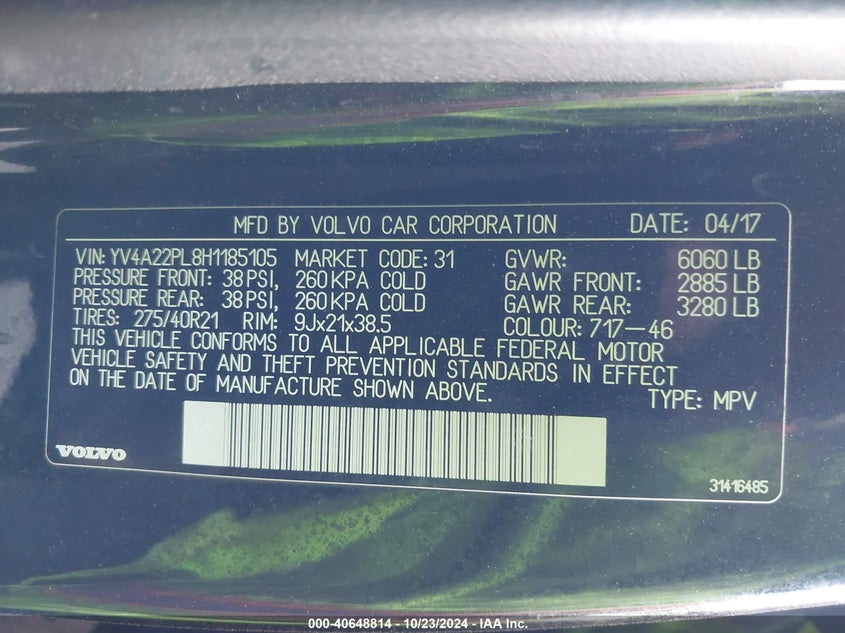 MFD BY VOLVO CAR CORPORATION DATE: 04/17
VIN: YV4A22PL8H1185105 MARKET CODE: 31 GVWR: 6060 LB
PRESSURE FRONT: 38 PSI, 260 KPA COLD GAWR FRONT: 2885 LB
PRESSURE REAR: 38 PSI, 260 KPA COLD GAWR REAR: 3280 LB
TIRES: 275/40R21 RIM: 9Jx21x38.5 COLOUR: 717-46
THIS VEHICLE CONFORMS TO ALL APPLICABLE FEDERAL MOTOR
VEHICLE SAFETY AND THEFT PREVENTION STANDARDS IN EFFECT
ON THE DATE OF MANUFACTURE SHOWN ABOVE. TYPE: MPV
VOLVO
31416485
000-40648814 - 10/23/2024 - IAA Inc.